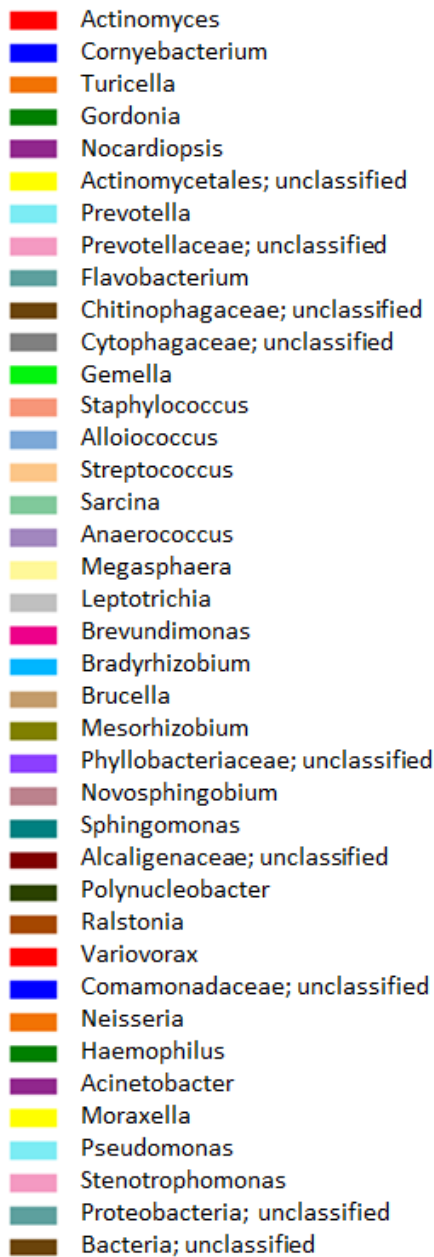 Actinomyces
Cornyebacterium
Turicella
Gordonia
Nocardiopsis
Actinomycetales; unclassified
Prevotella
Prevotellaceae; unclassified
Flavobacterium
Chitinophagaceae; unclassified
Cytophagaceae; unclassified
Gemella
Staphylococcus
Alloiococcus
Streptococcus
Sarcina
Anaerococcus
Megasphaera
Leptotrichia
Brevundimonas
Bradyrhizobium
Brucella
Mesorhizobium
Phyllobacteriaceae; unclassified
Novosphingobium
Sphingomonas
Alcaligenaceae; unclassified
Polynucleobacter
Ralstonia
Variovorax
Comamonadaceae; unclassified
Neisseria
Haemophilus
Acinetobacter
Moraxella
Pseudomonas
Stenotrophomonas
Proteobacteria; unclassified
Bacteria; unclassified